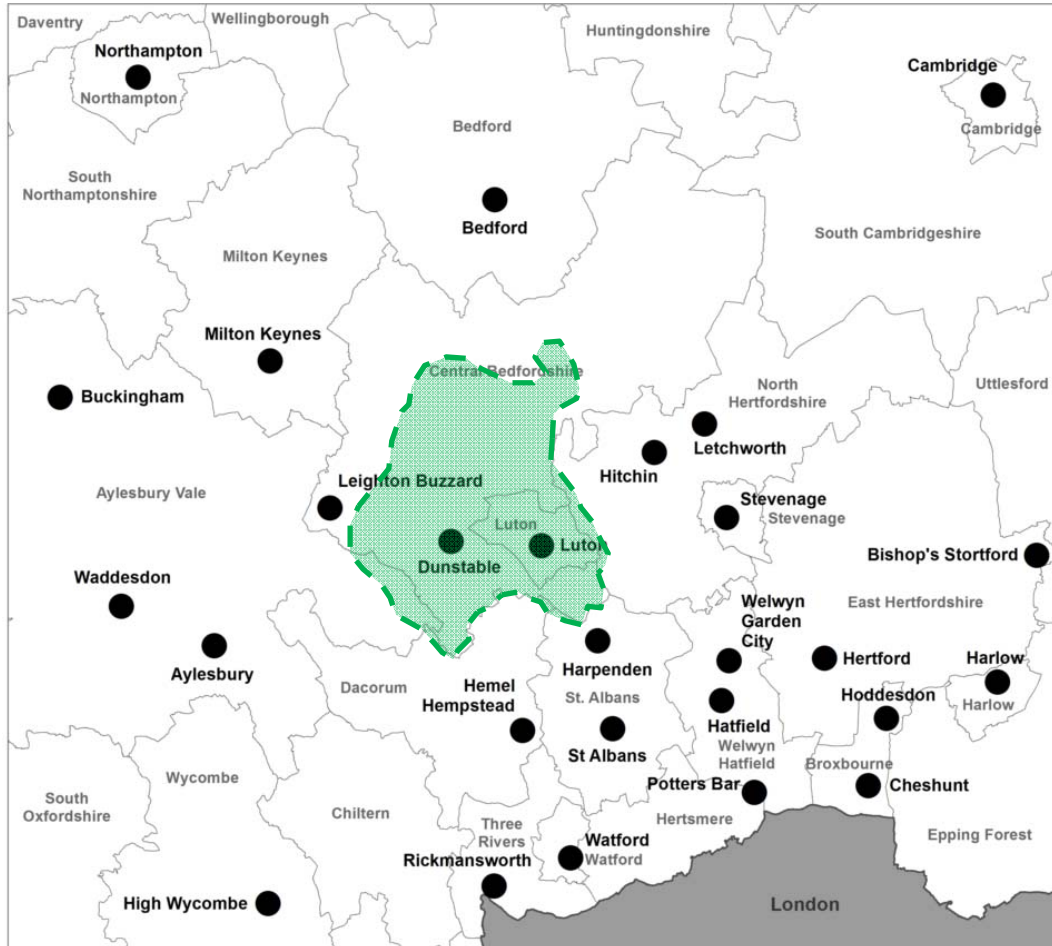 Daventry
Wellingborough
Huntingdonshire
Northampton
Northampton
Cambridge
Cambridge
Bedford
South
Northamptonshire
Bedford
South Cambridgeshire
Milton Keynes
Milton Keynes
Central Bedfordshire
Buckingham
North
Hertfordshire
Uttlesford
Letchworth
Hitchin
Leighton Buzzard
Aylesbury Vale
Stevenage
Stevenage
Luton
Luton
Dunstable
Bishop's Stortford
Waddesdon
East Hertfordshire
Welwyn
Garden
City
Aylesbury
Harpenden
Hertford
Harlow
Harlow
Dacorum
Hemel
Hempstead
St. Albans
Hoddesdon
Hatfield
St Albans
Welwyn
Hatfield
Wycombe
Broxbourne
Potters Bar
Cheshunt
South
Oxfordshire
Chiltern
Three
Rivers
Hertsmere
Epping Forest
Watford
Watford
Rickmansworth
High Wycombe
London